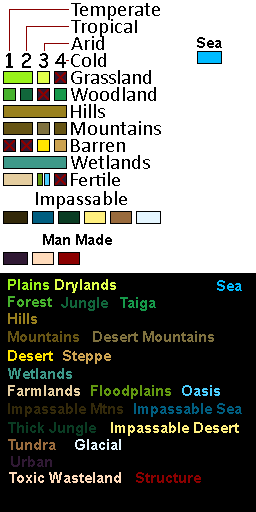 Temperate
Tropical
Arid
1 2 3 4 Cold
Sea
Grassland
Woodland
Hills
Mountains
Barren
Wetlands
Fertile
Impassable
Man Made
Plains Drylands Sea
Forest Jungle Taiga
Hills
Mountains Desert Mountains
Desert Steppe
Wetlands
Farmlands Floodplains Oasis
Impassable Mtns Impassable Sea
Thick Jungle Impassable Desert
Tundra Glacial
Urban
Toxic Wasteland Structure